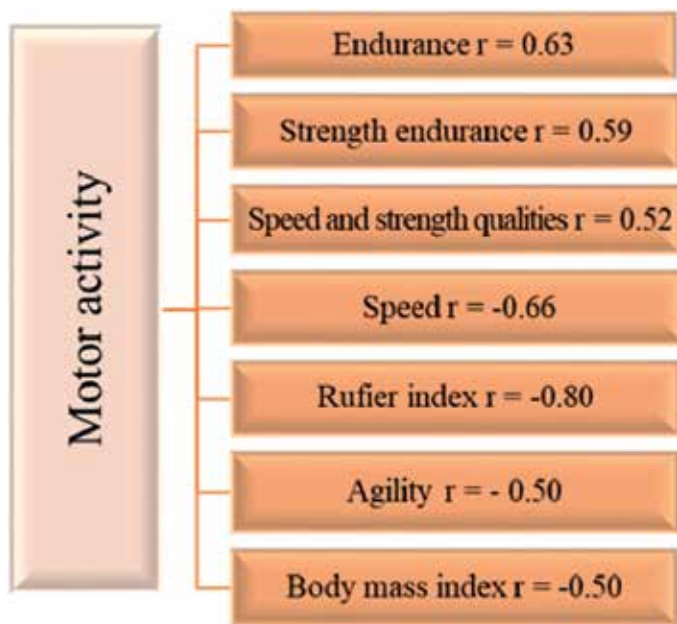 Motor activity
Endurance r = 0.63
Strength endurance r = 0.59
Speed and strength qualities r = 0.52
Speed r = -0.66
Rufier index r = -0.80
Agility r = - 0.50
Body mass index r = -0.50